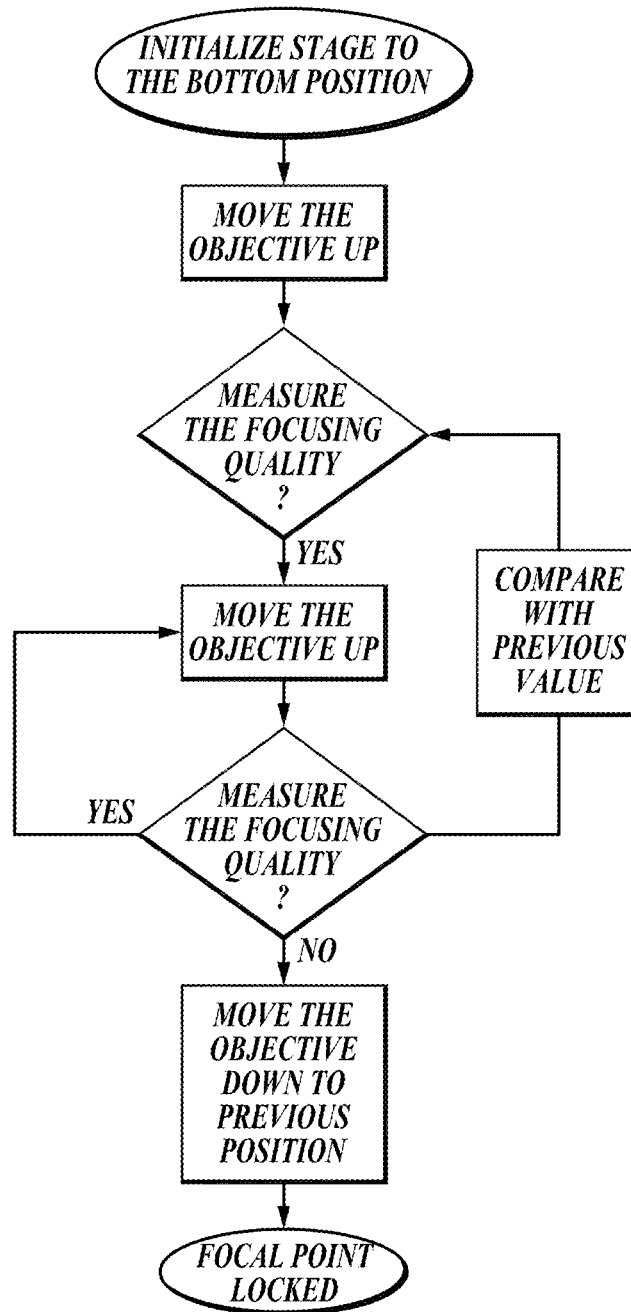 INITIALIZE STAGE TO
THE BOTTOM POSITION
MOVE THE
OBJECTIVE UP
MEASURE
THE FOCUSING
QUALITY
?
YES
MOVE THE
OBJECTIVE UP
COMPARE
WITH
PREVIOUS
VALUE
YES
MEASURE
THE FOCUSING
QUALITY
?
NO
MOVE THE
OBJECTIVE
DOWN TO
PREVIOUS
POSITION
FOCAL POINT
LOCKED